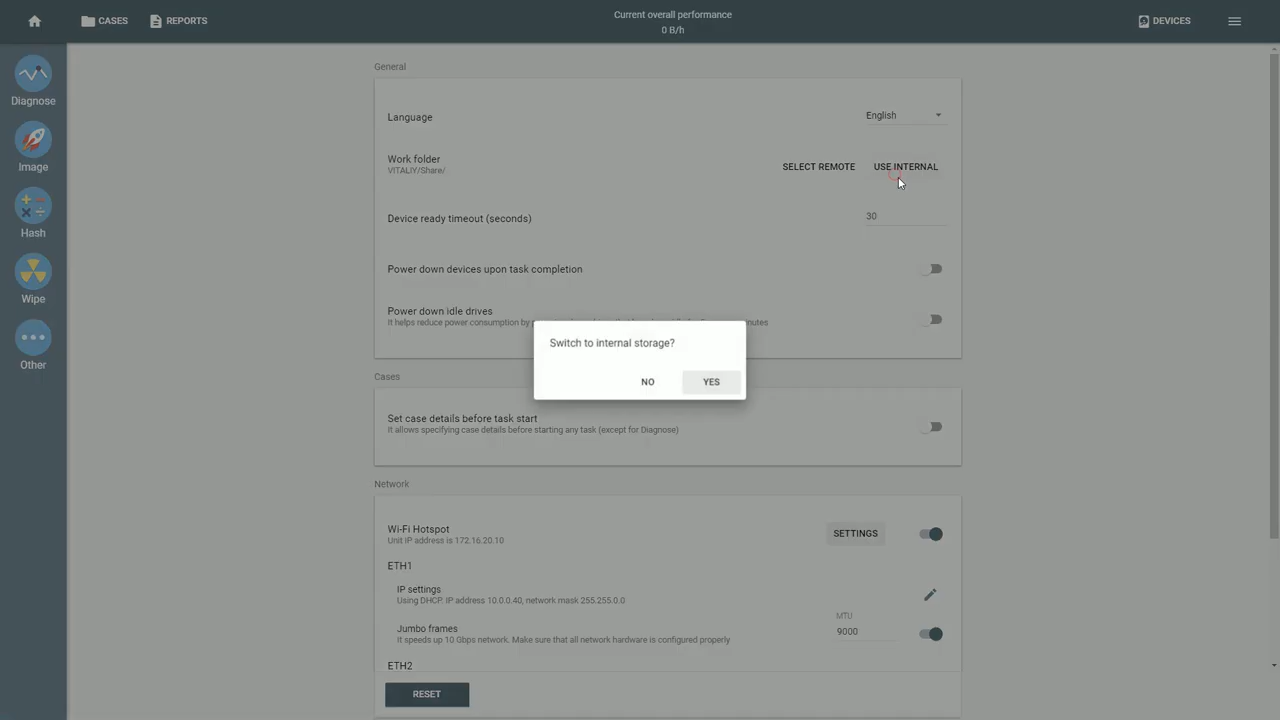 CASES
REPORTS
Current overall performance
0 B/h
DEVICES
Diagnose
Image
Hash
Wipe
Other
General
Language
English
Work folder
VITALIY/Share/
SELECT REMOTE
USE INTERNAL
Device ready timeout (seconds)
30
Power down devices upon task completion
Power down idle drives
It helps reduce power consumption by
Switch to internal storage?
NO
YES
Cases
Set case details before task start
It allows specifying case details before starting any task (except for Diagnose)
Network
Wi-Fi Hotspot
Unit IP address is 172.16.20.10
SETTINGS
ETH1
IP settings
Using DHCP: IP address 10.0.0.40, network mask 255.255.0.0
Jumbo frames
It speeds up 10 Gbps network. Make sure that all network hardware is configured properly
MTU
9000
ETH2
RESET